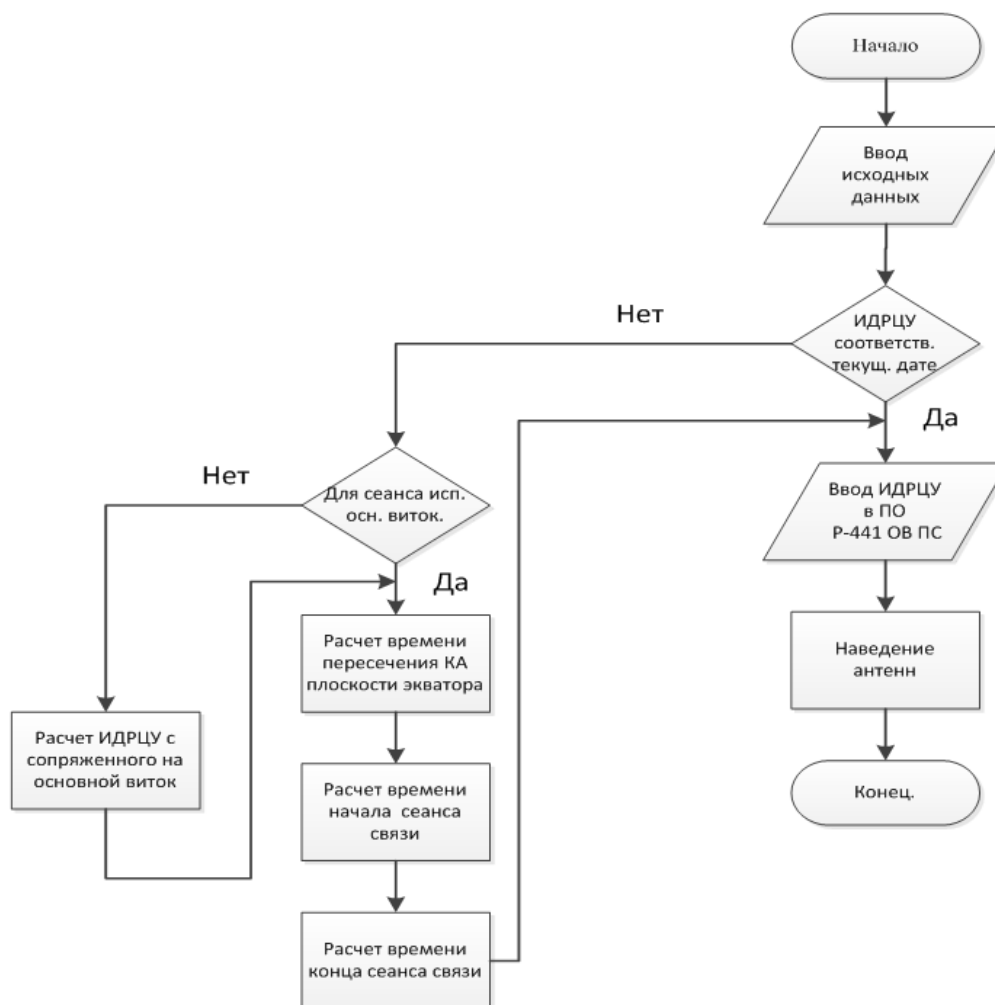 Начало
Ввод
исходных
данных
Нет
ИДРЦУ
соответств.
текущ. дате
Да
Нет
Для сеанса исп.
осн. виток.
Да
Ввод ИДРЦУ
в ПО
Р-441 ОВ ПС
Расчет времени
пересечения КА
плоскости экватора
Наведение
антенн
Расчет ИДРЦУ с
сопряженного на
основной виток
Расчет времени
начала сеанса
связи
Конец.
Расчет времени
конца сеанса связи